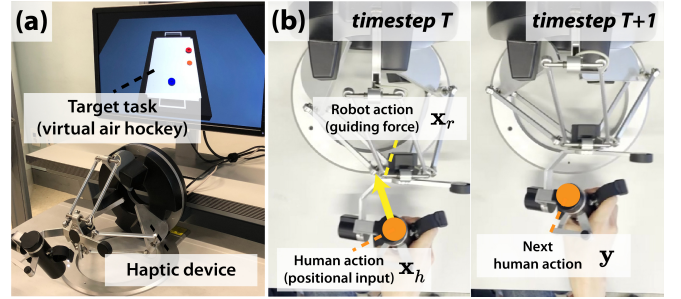 (a)
Target task
(virtual air hockey)
Haptic device
(b)
timestep T
Robot action
(guiding force) x_r
Human action
(positional input) x_h
timestep T+1
Next
human action y